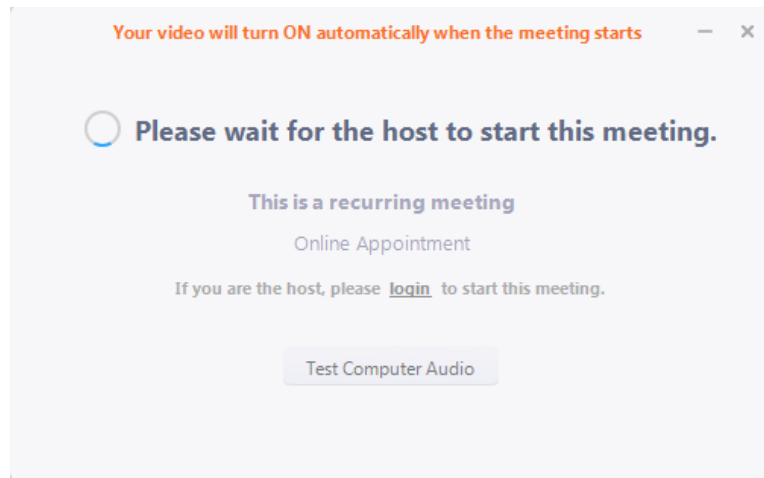 Your video will turn ON automatically when the meeting starts
Please wait for the host to start this meeting.
This is a recurring meeting
Online Appointment
If you are the host, please login to start this meeting.
Test Computer Audio